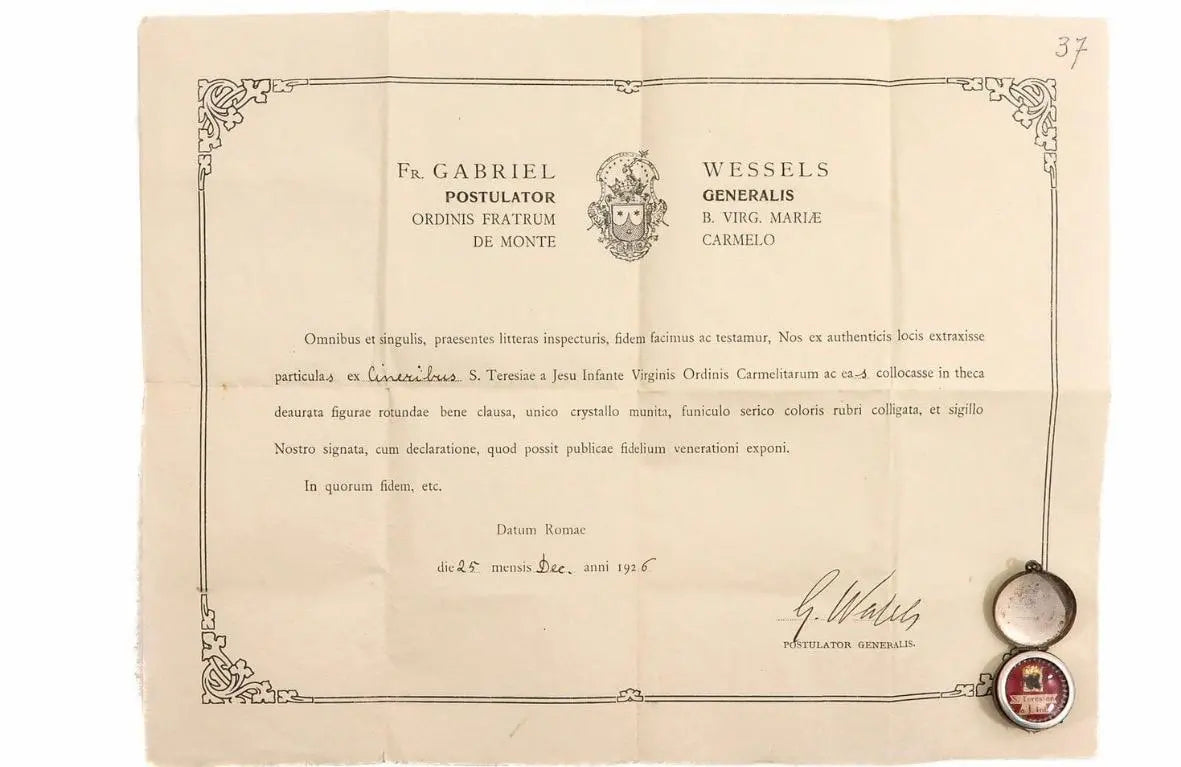 37
FR. GABRIEL WESSELS
POSTULATOR GENERALIS
ORDINIS FRATRUM B. VIRG. MARIÆ
DE MONTE CARMELO
Omnibus et singulis, praesentes litteras inspecturis, fidem facimus ac testamur, Nos ex authenticis locis extraxisse
particulas ex Cineribus S. Teresiae a Jesu Infante Virginis Ordinis Carmelitarum ac eas collocasse in theca
deaurata figurae rotundae bene clausa, unico crystallo munita, funiculo serico coloris rubri colligata, et sigillo
Nostro signata, cum declaratione, quod possit publicae fidelium venerationi exponi.
In quorum fidem, etc.
Datum Romae
die 25 mensis Dec. anni 1926
G. Wessels
POSTULATOR GENERALIS.